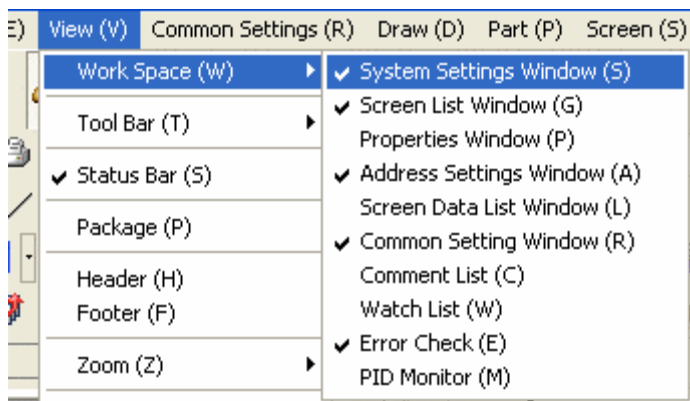 E) View (V) Common Settings (R) Draw (D) Part (P) Screen (S)
Work Space (W)
Tool Bar (T)
Status Bar (S)
Package (P)
Header (H)
Footer (F)
Zoom (Z)
System Settings Window (S)
Screen List Window (G)
Properties Window (P)
Address Settings Window (A)
Screen Data List Window (L)
Common Setting Window (R)
Comment List (C)
Watch List (W)
Error Check (E)
PID Monitor (M)